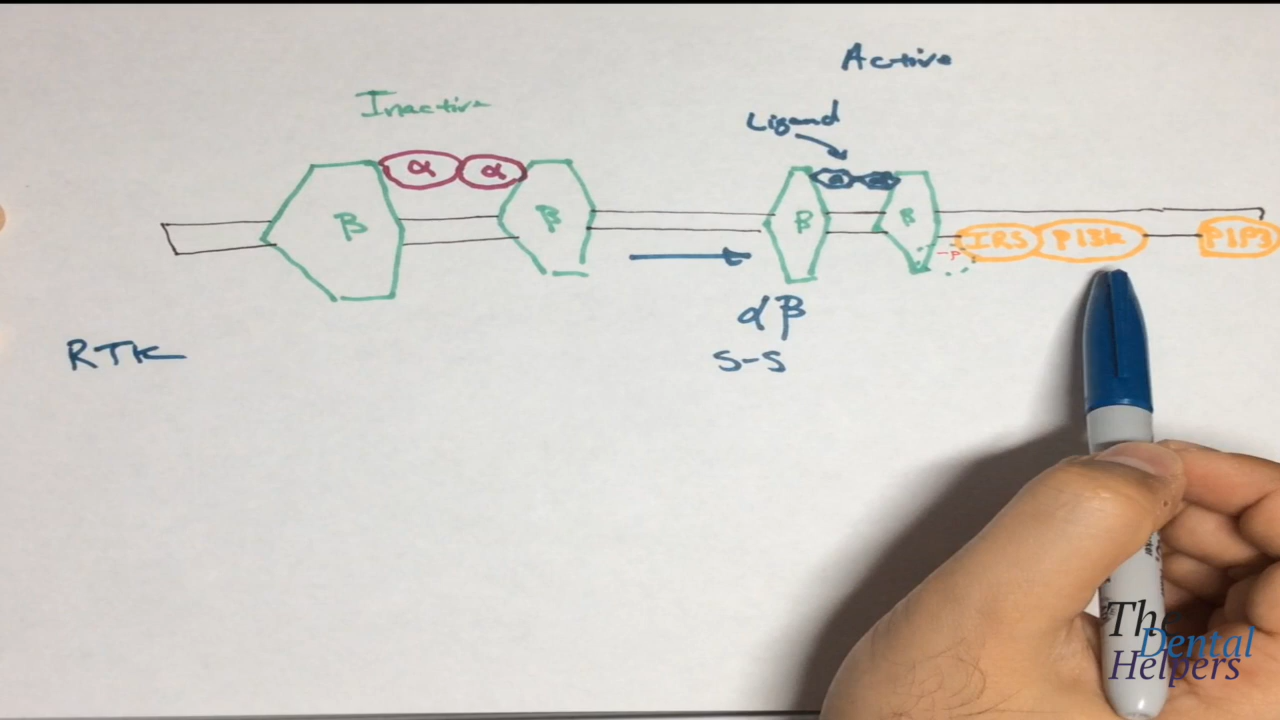 Active
Inactive
Ligand
α α
β β β β
IRS PI3K PIP3
-P
αβ
S-S
RTK
The
Dental
Helpers